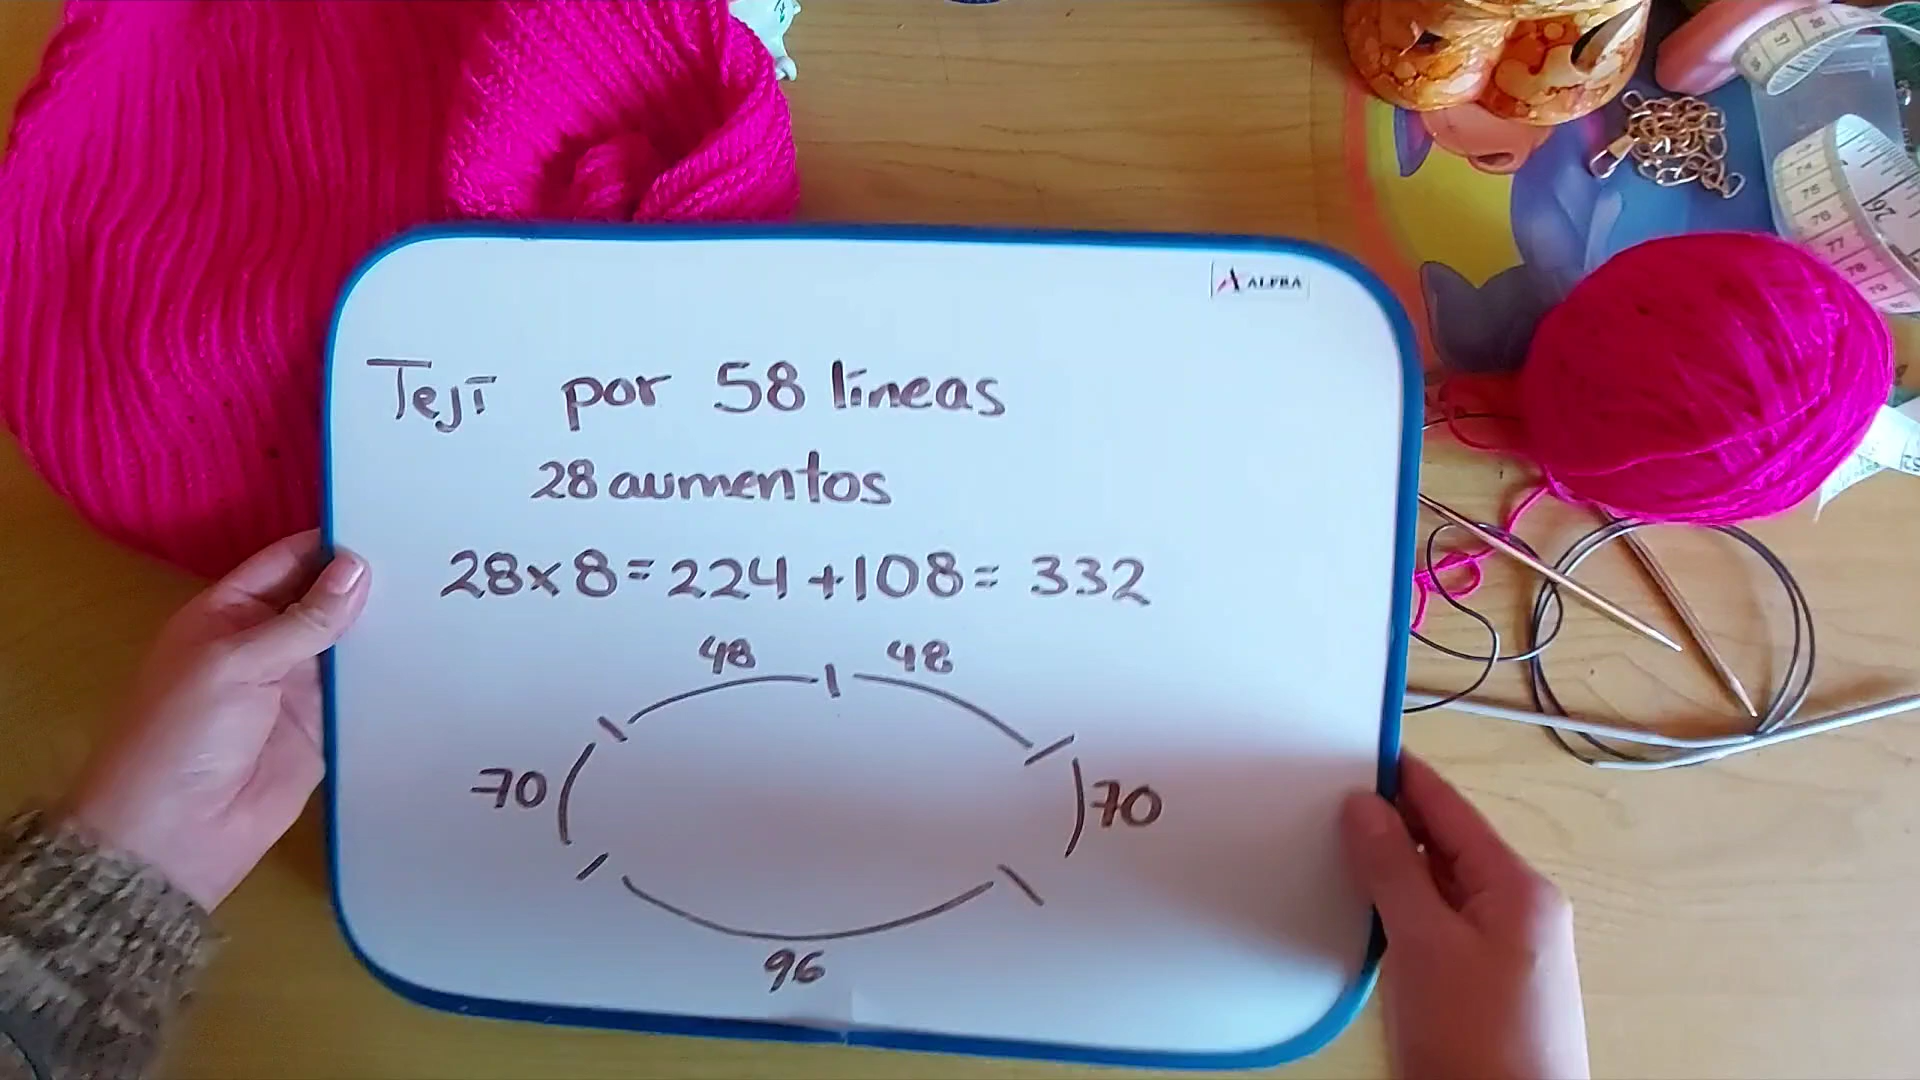 ALFRA
Tejí por 58 líneas
28 aumentos
28 x 8 = 224 + 108 = 332
48 48
70 70
96